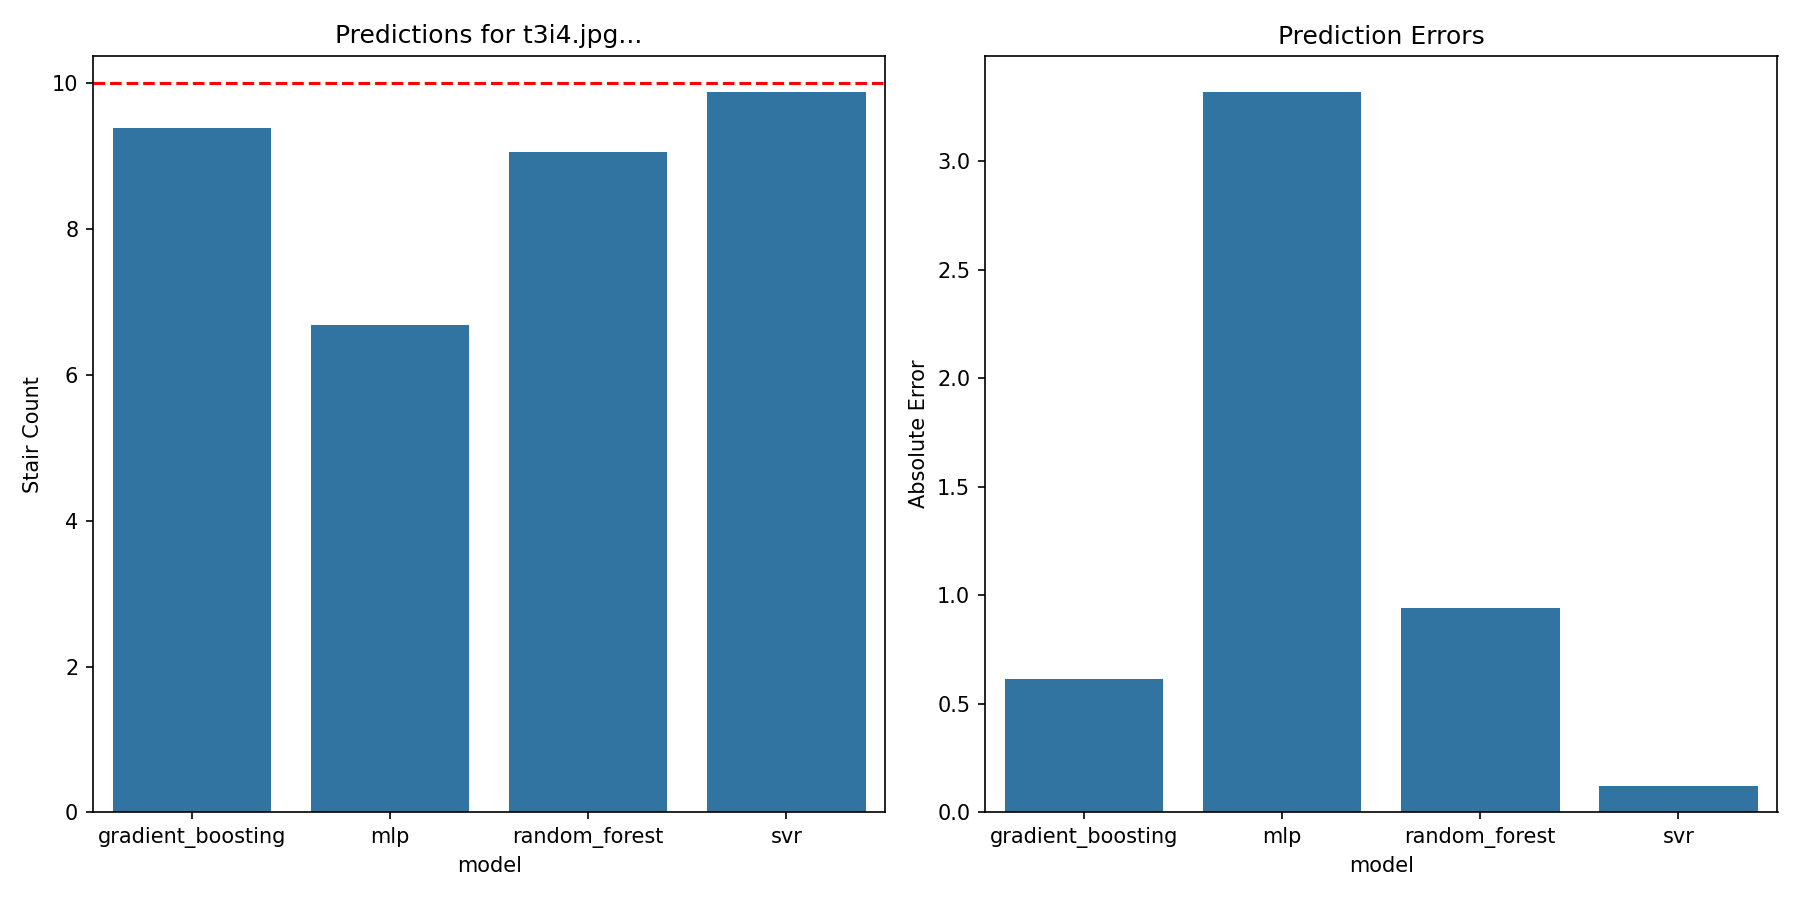 Predictions for t3i4.jpg...
10
8
6
4
2
0
Stair Count
gradient_boosting mlp random_forest svr
model
Prediction Errors
3.0
2.5
2.0
1.5
1.0
0.5
0.0
Absolute Error
gradient_boosting mlp random_forest svr
model